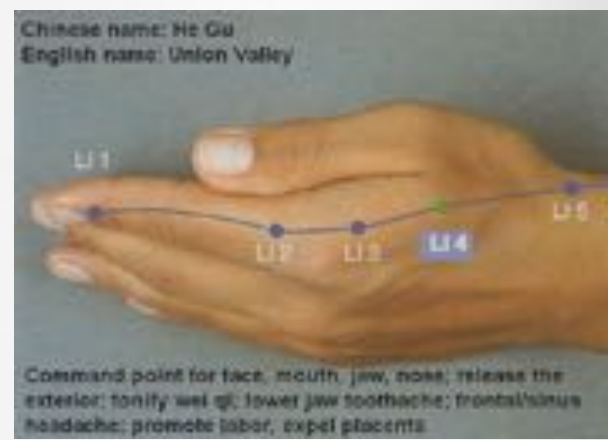 Chinese name: He Gu
English name: Union Valley
LI 1
LI 2
LI 3
LI 4
LI 5
Command point for face, mouth, jaw, nose; release the
exterior; tonify wei qi; lower jaw toothache; frontal/sinus
headache; promote labor, expel placenta